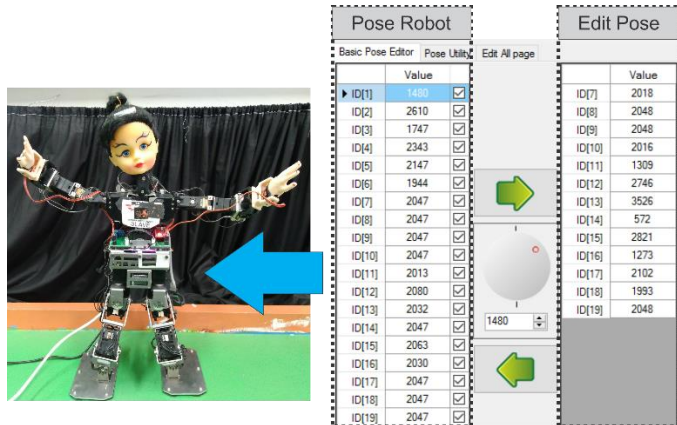 Pose Robot
Edit Pose
Basic Pose Editor Pose Utility Edit All page
Value
ID[1] 1480
ID[2] 2610
ID[3] 1747
ID[4] 2343
ID[5] 2147
ID[6] 1944
ID[7] 2047
ID[8] 2047
ID[9] 2047
ID[10] 2047
ID[11] 2013
ID[12] 2080
ID[13] 2032
ID[14] 2047
ID[15] 2063
ID[16] 2030
ID[17] 2047
ID[18] 2047
ID[19] 2047
1480
Value
ID[7] 2018
ID[8] 2048
ID[9] 2048
ID[10] 2016
ID[11] 1309
ID[12] 2746
ID[13] 3526
ID[14] 572
ID[15] 2821
ID[16] 1273
ID[17] 2102
ID[18] 1993
ID[19] 2048